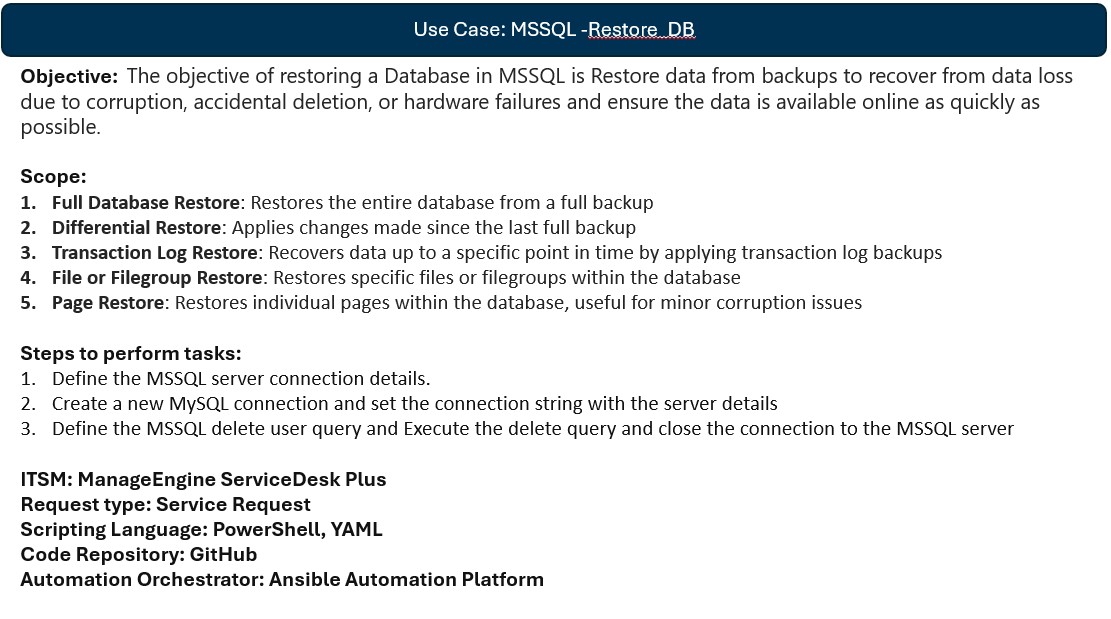 Use Case: MSSQL -Restore_DB
Objective: The objective of restoring a Database in MSSQL is Restore data from backups to recover from data loss
due to corruption, accidental deletion, or hardware failures and ensure the data is available online as quickly as
possible.
Scope:
1. Full Database Restore: Restores the entire database from a full backup
2. Differential Restore: Applies changes made since the last full backup
3. Transaction Log Restore: Recovers data up to a specific point in time by applying transaction log backups
4. File or Filegroup Restore: Restores specific files or filegroups within the database
5. Page Restore: Restores individual pages within the database, useful for minor corruption issues
Steps to perform tasks:
1. Define the MSSQL server connection details.
2. Create a new MySQL connection and set the connection string with the server details
3. Define the MSSQL delete user query and Execute the delete query and close the connection to the MSSQL server
ITSM: ManageEngine ServiceDesk Plus
Request type: Service Request
Scripting Language: PowerShell, YAML
Code Repository: GitHub
Automation Orchestrator: Ansible Automation Platform